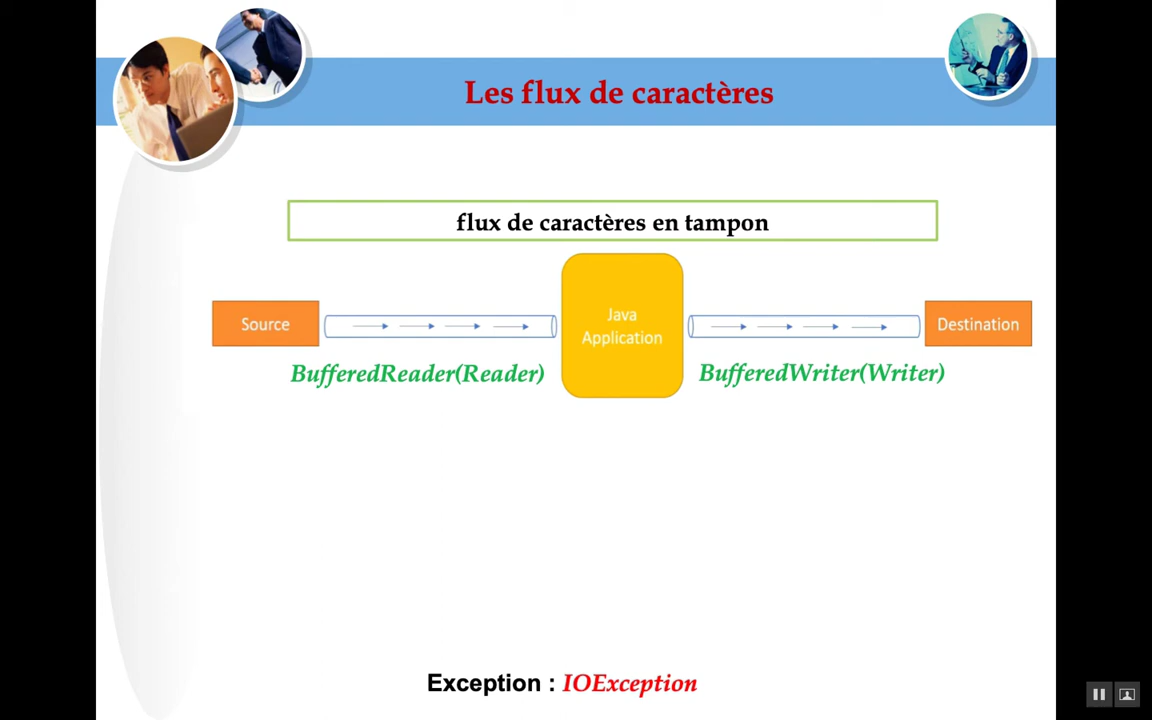 Les flux de caractères
flux de caractères en tampon
Source
Java
Application
Destination
BufferedReader(Reader)
BufferedWriter(Writer)
Exception : IOException